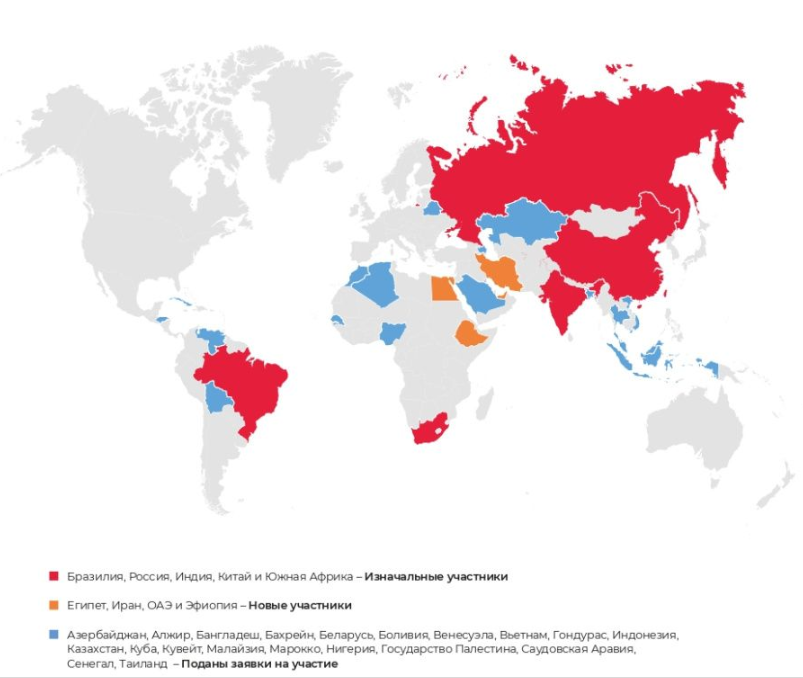 Бразилия, Россия, Индия, Китай и Южная Африка – Изначальные участники
Египет, Иран, ОАЭ и Эфиопия – Новые участники
Азербайджан, Алжир, Бангладеш, Бахрейн, Беларусь, Боливия, Венесуэла, Вьетнам, Гондурас, Индонезия,
Казахстан, Куба, Кувейт, Малайзия, Марокко, Нигерия, Государство Палестина, Саудовская Аравия,
Сенегал, Таиланд – Поданы заявки на участие